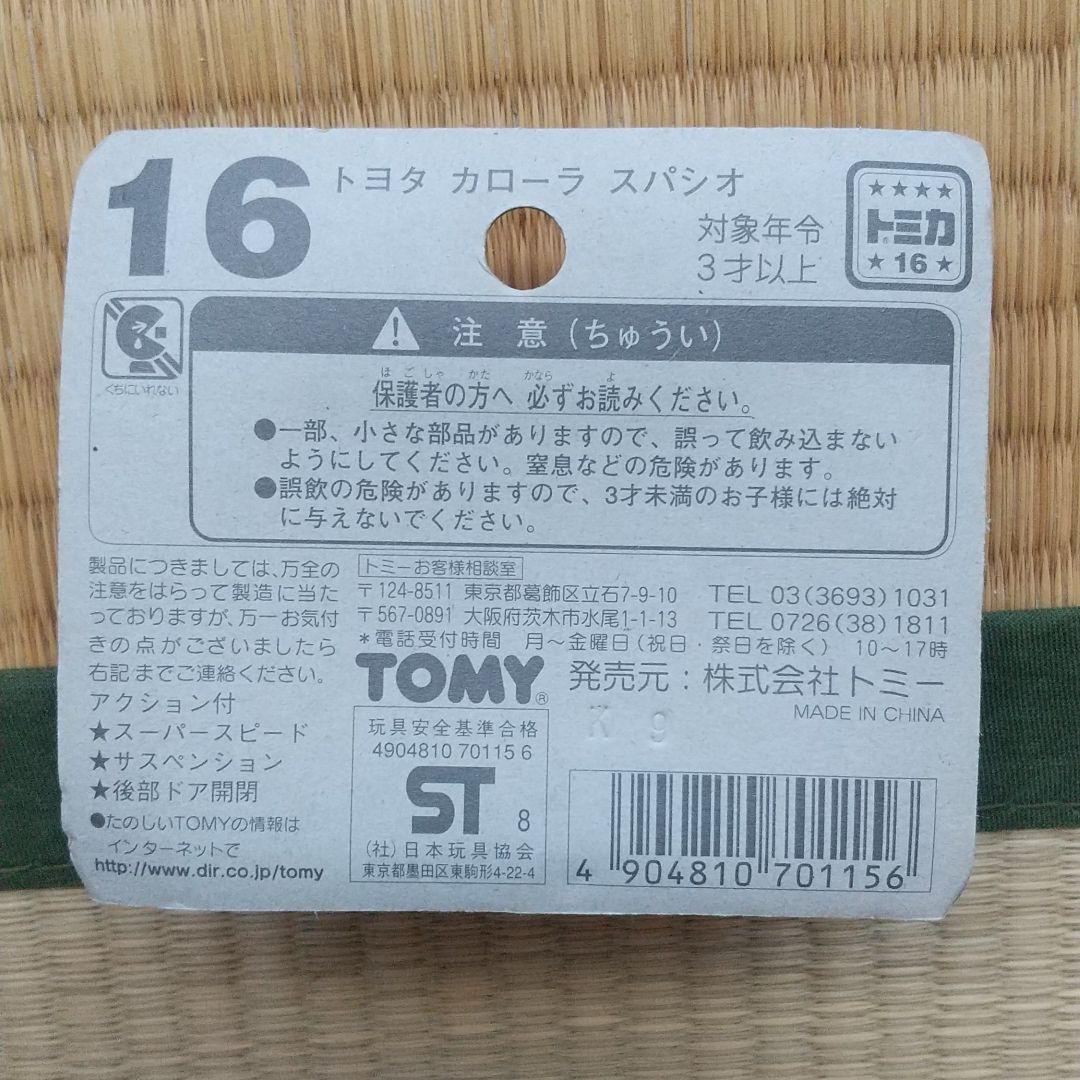 16
トヨタ カローラ スパシオ
対象年令
3才以上
★★★★
トミカ
★16★
くちにいれない
注 意(ちゅうい)
ほごしゃ かた かなら よ
保護者の方へ 必ずお読みください。
●一部、小さな部品がありますので、誤って飲み込まない
ようにしてください。窒息などの危険があります。
●誤飲の危険がありますので、3才未満のお子様には絶対
に与えないでください。
製品につきましては、万全の
注意をはらって製造に当た
っておりますが、万一お気付
きの点がございましたら
右記までご連絡ください。
アクション付
★スーパースピード
★サスペンション
★後部ドア開閉
●たのしいTOMYの情報は
インターネットで
http://www.dir.co.jp/tomy
トミーお客様相談室
〒124-8511 東京都葛飾区立石7-9-10 TEL 03(3693)1031
〒567-0891 大阪府茨木市水尾1-1-13 TEL 0726(38)1811
*電話受付時間 月~金曜日(祝日・祭日を除く) 10~17時
TOMY®
発売元:株式会社トミー
MADE IN CHINA
K 9
玩具安全基準合格
4904810 70115 6
ST 8
(社)日本玩具協会
東京都墨田区東駒形4-22-4
4 904810 701156